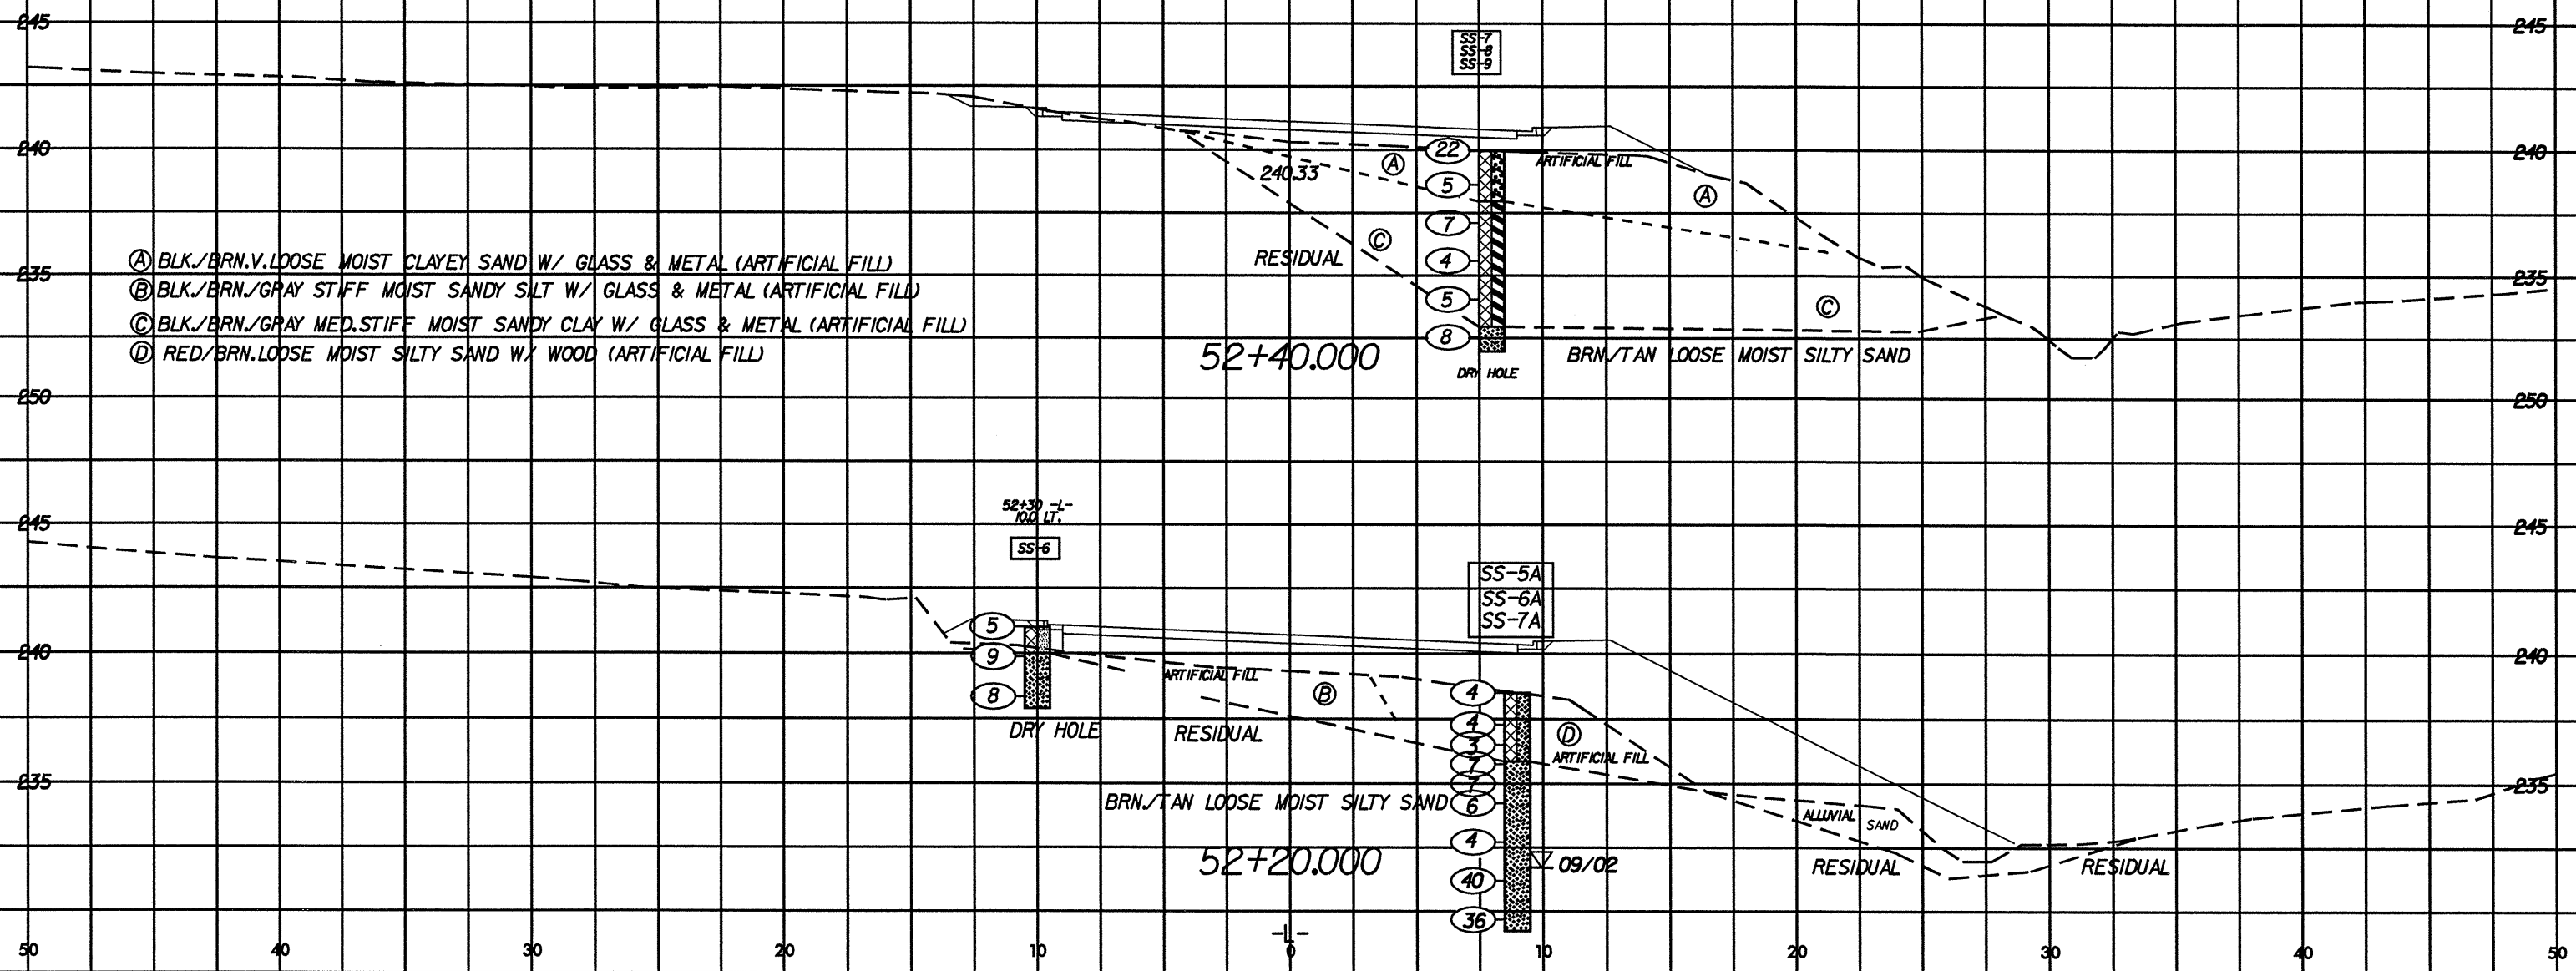 245 245
SS-7
SS-8
SS-9
240 22 ARTIFICIAL FILL 240
A
240.33 5
A
7
C
RESIDUAL 4
A BLK./BRN.V.LOOSE MOIST CLAYEY SAND W/ GLASS & METAL (ARTIFICIAL FILL)
235 235
B BLK./BRN./GRAY STIFF MOIST SANDY SILT W/ GLASS & METAL (ARTIFICIAL FILL)
5 C
C BLK./BRN./GRAY MED.STIFF MOIST SANDY CLAY W/ GLASS & METAL (ARTIFICIAL FILL)
8
D RED/BRN.LOOSE MOIST SILTY SAND W/ WOOD (ARTIFICIAL FILL)
52+40.000 BRN./TAN LOOSE MOIST SILTY SAND
DRY HOLE
250 250
52+30 -L-
10.0 LT.
245 245
SS-6
SS-5A
SS-6A
SS-7A
5
240 9 240
ARTIFICIAL FILL
8 B 4
4
DRY HOLE RESIDUAL D
3
ARTIFICIAL FILL
7
235 7 235
BRN./TAN LOOSE MOIST SILTY SAND 6
ALLUVIAL SAND
4
52+20.000 09/02 RESIDUAL RESIDUAL
40
36
-L-
50 40 30 20 10 0 10 20 30 40 50